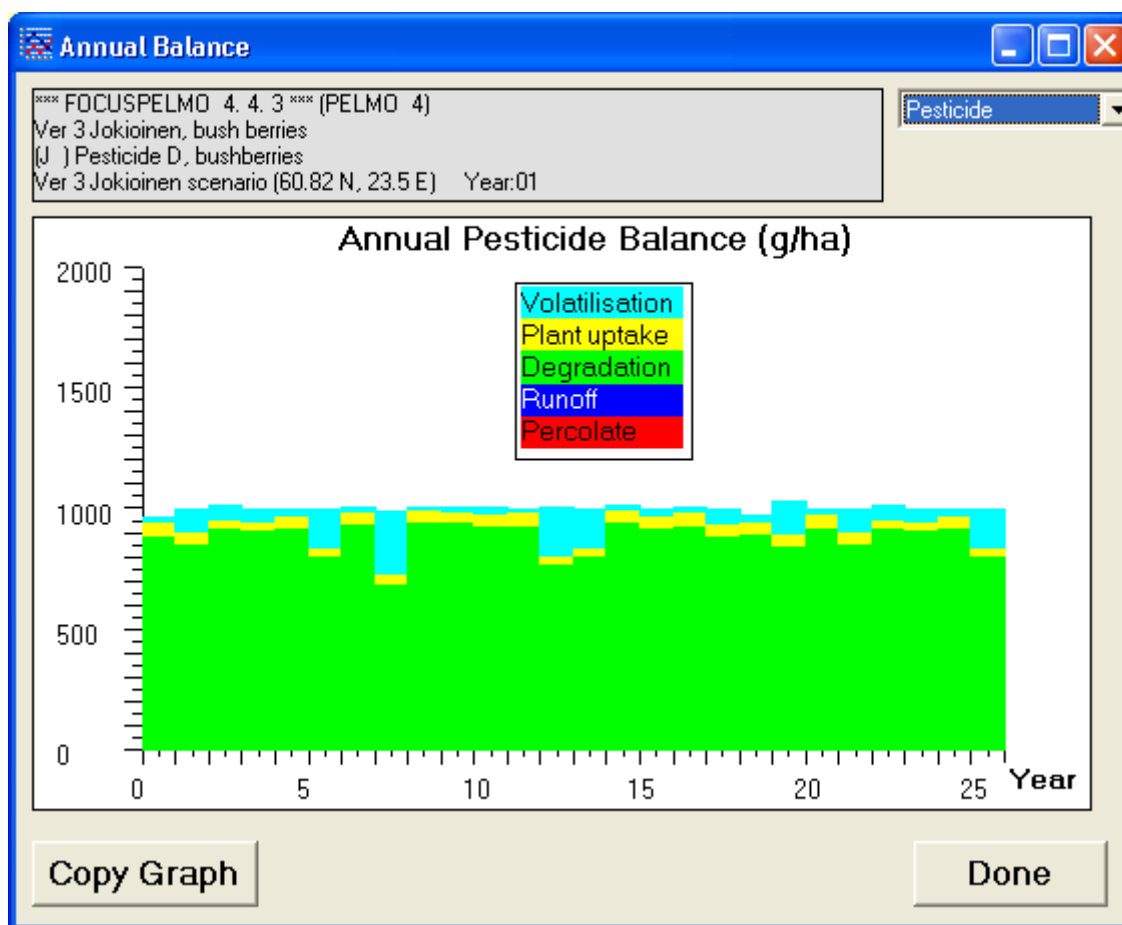 Annual Balance
*** FOCUSPELMO 4. 4. 3 *** (PELMO 4)
Ver 3 Jokioinen, bush berries
(J ) Pesticide D, bushberries
Ver 3 Jokioinen scenario (60.82 N, 23.5 E) Year:01
Pesticide
Annual Pesticide Balance (g/ha)
2000
1500
1000
500
0
Volatilisation
Plant uptake
Degradation
Runoff
Percolate
0 5 10 15 20 25 Year
Copy Graph
Done